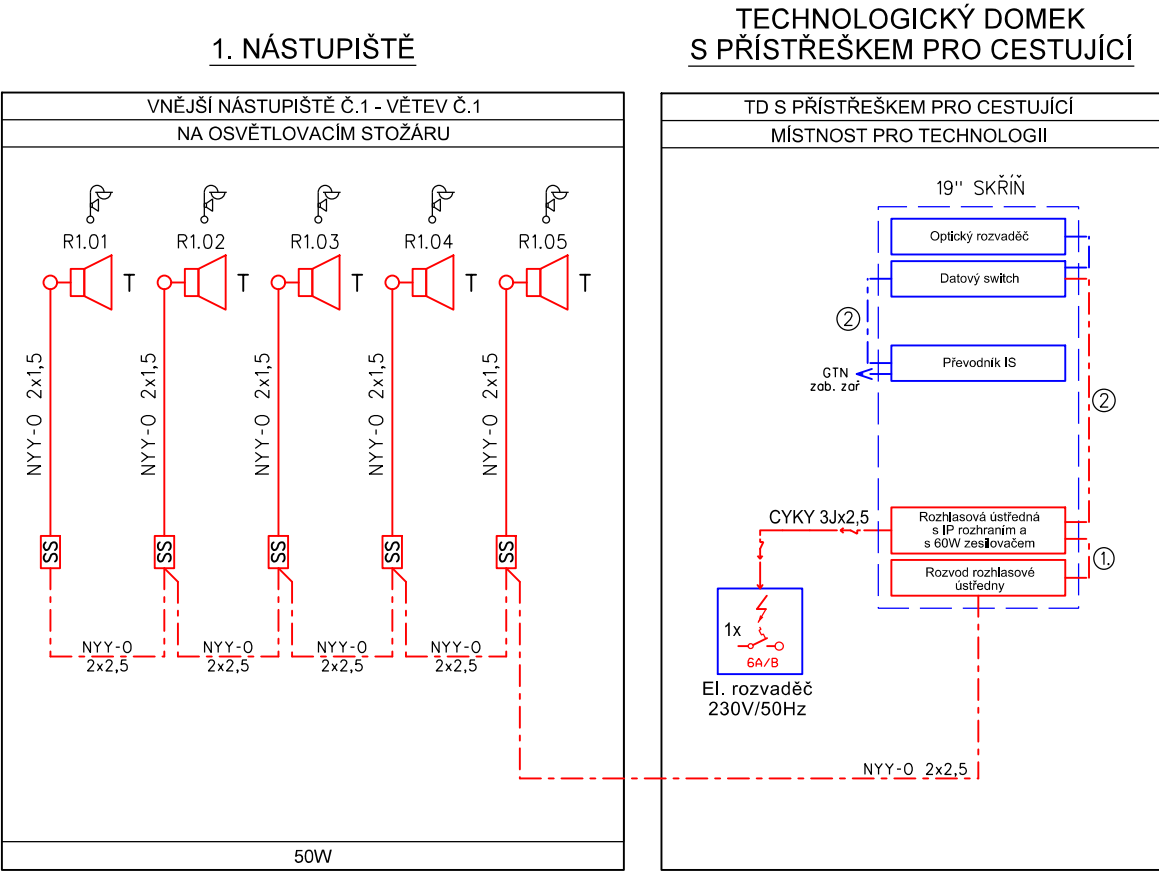 1. NÁSTUPIŠTĚ
VNĚJŠÍ NÁSTUPIŠTĚ Č.1 - VĚTEV Č.1
NA OSVĚTLOVACÍM STOŽÁRU
R1.01
R1.02
R1.03
R1.04
R1.05
T
T
T
T
T
NYY-O 2x1,5
NYY-O 2x1,5
NYY-O 2x1,5
NYY-O 2x1,5
NYY-O 2x1,5
SS
SS
SS
SS
SS
NYY-O
2x2,5
NYY-O
2x2,5
NYY-O
2x2,5
NYY-O
2x2,5
50W
TECHNOLOGICKÝ DOMEK
S PŘÍSTŘEŠKEM PRO CESTUJÍCÍ
TD S PŘÍSTŘEŠKEM PRO CESTUJÍCÍ
MÍSTNOST PRO TECHNOLOGII
19'' SKŘÍŇ
Optický rozvaděč
Datový switch
2
Převodník IS
GTN
zab. zař
2
CYKY 3Jx2,5
Rozhlasová ústředná
s IP rozhraním a
s 60W zesilovačem
1.
Rozvod rozhlasové
ústředny
1x
6A/B
El. rozvaděč
230V/50Hz
NYY-O 2x2,5